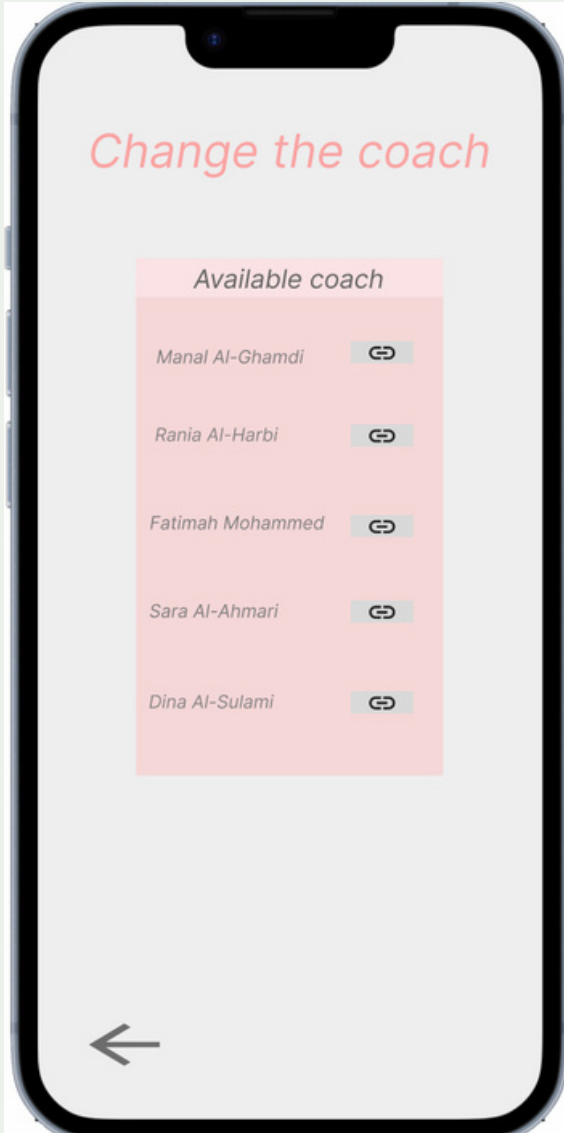 Change the coach
Available coach
Manal Al-Ghamdi
Rania Al-Harbi
Fatimah Mohammed
Sara Al-Ahmari
Dina Al-Sulami